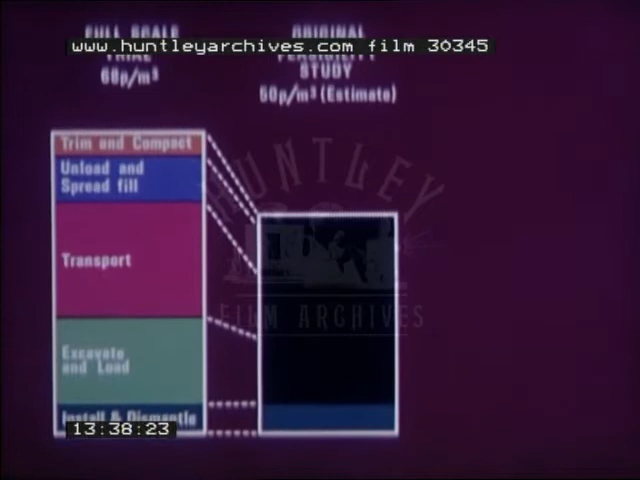 www.huntleyarchives.com film 30345
FULL SCALE
TRIAL
60p/m³
ORIGINAL
FEASIBILITY
STUDY
50p/m³ (Estimate)
Trim and Compact
Unload and
Spread fill
Transport
Excavate
and Load
Install & Dismantle
HUNTLEY
FILM ARCHIVES
13:38:23